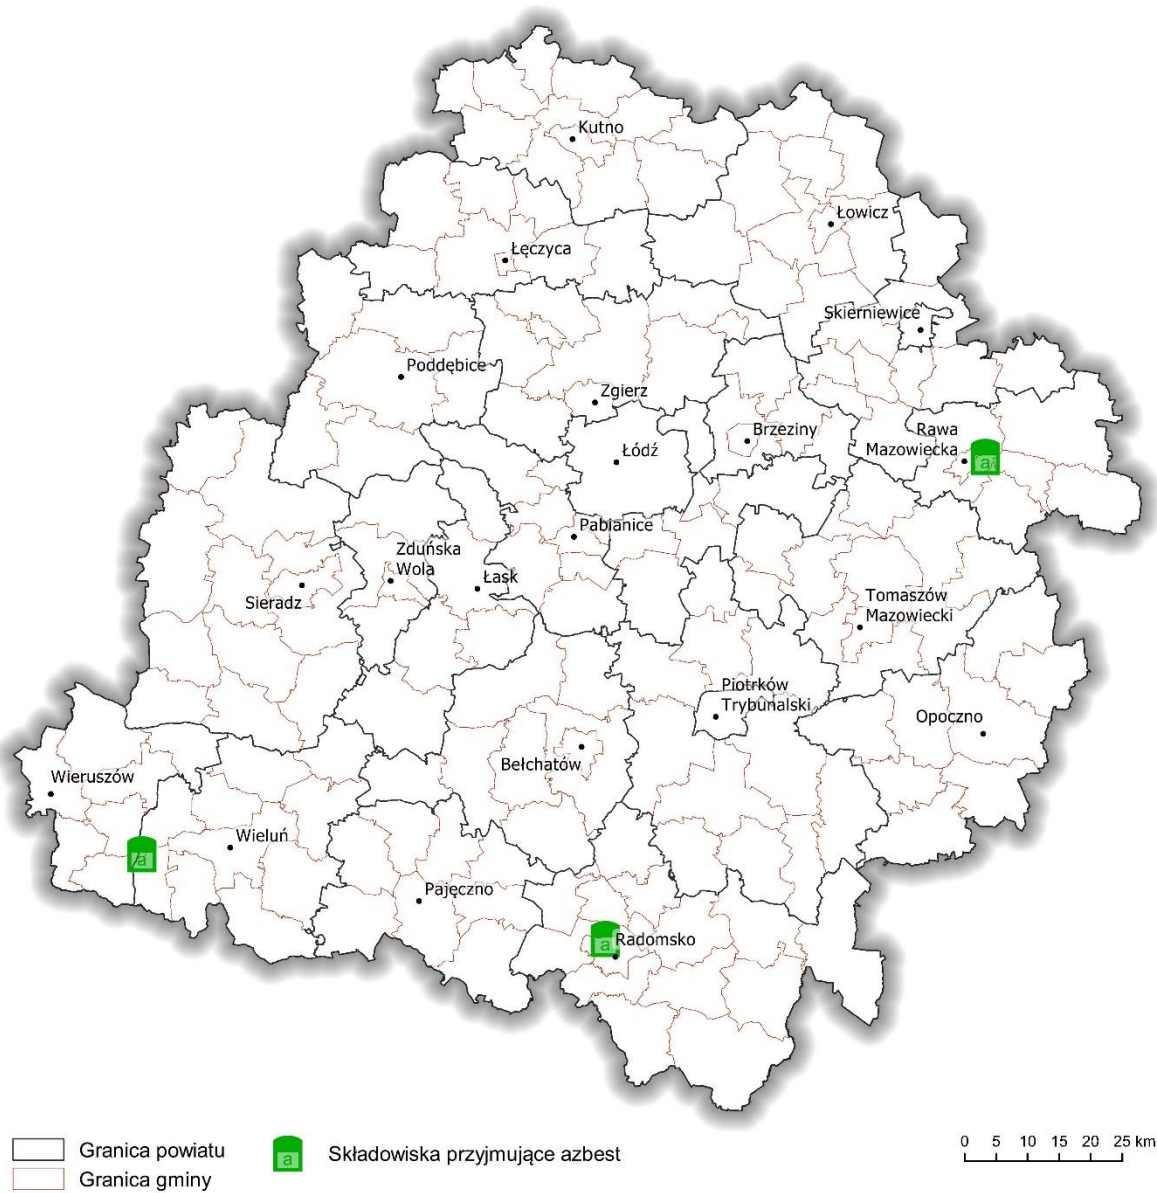 Kutno
Łowicz
Łęczyca
Skierniewice
Poddębice
Zgierz
Brzeziny
Rawa
Mazowiecka
a
Łódź
Pabianice
Zduńska
Wola
Łask
Sieradz
Tomaszów
Mazowiecki
Piotrków
Trybunalski
Opoczno
Bełchatów
Wieruszów
Wieluń
a
Pajęczno
a
Radomsko
Granica powiatu
Granica gminy
a
Składowiska przyjmujące azbest
0 5 10 15 20 25 km